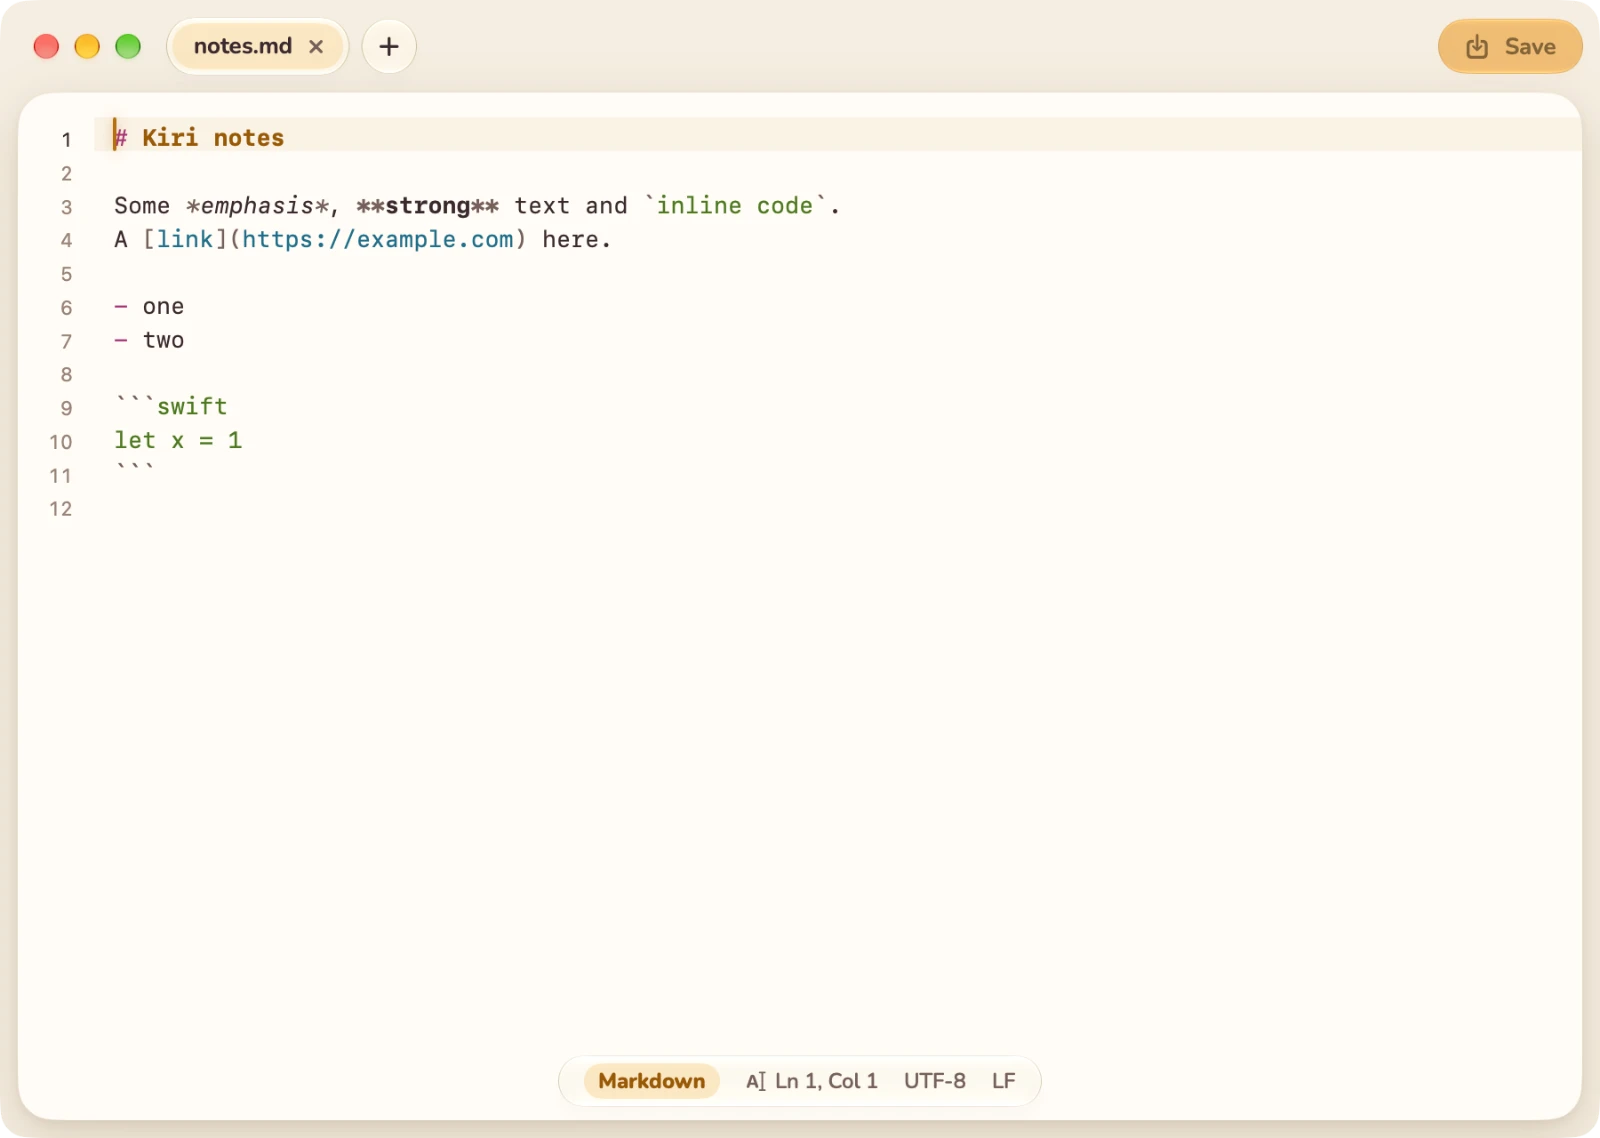 notes.md ×
+
Save
1 # Kiri notes
2
3 Some *emphasis*, **strong** text and `inline code`.
4 A [link](https://example.com) here.
5
6 - one
7 - two
8
9 ```swift
10 let x = 1
11 ```
12
Markdown Ln 1, Col 1 UTF-8 LF